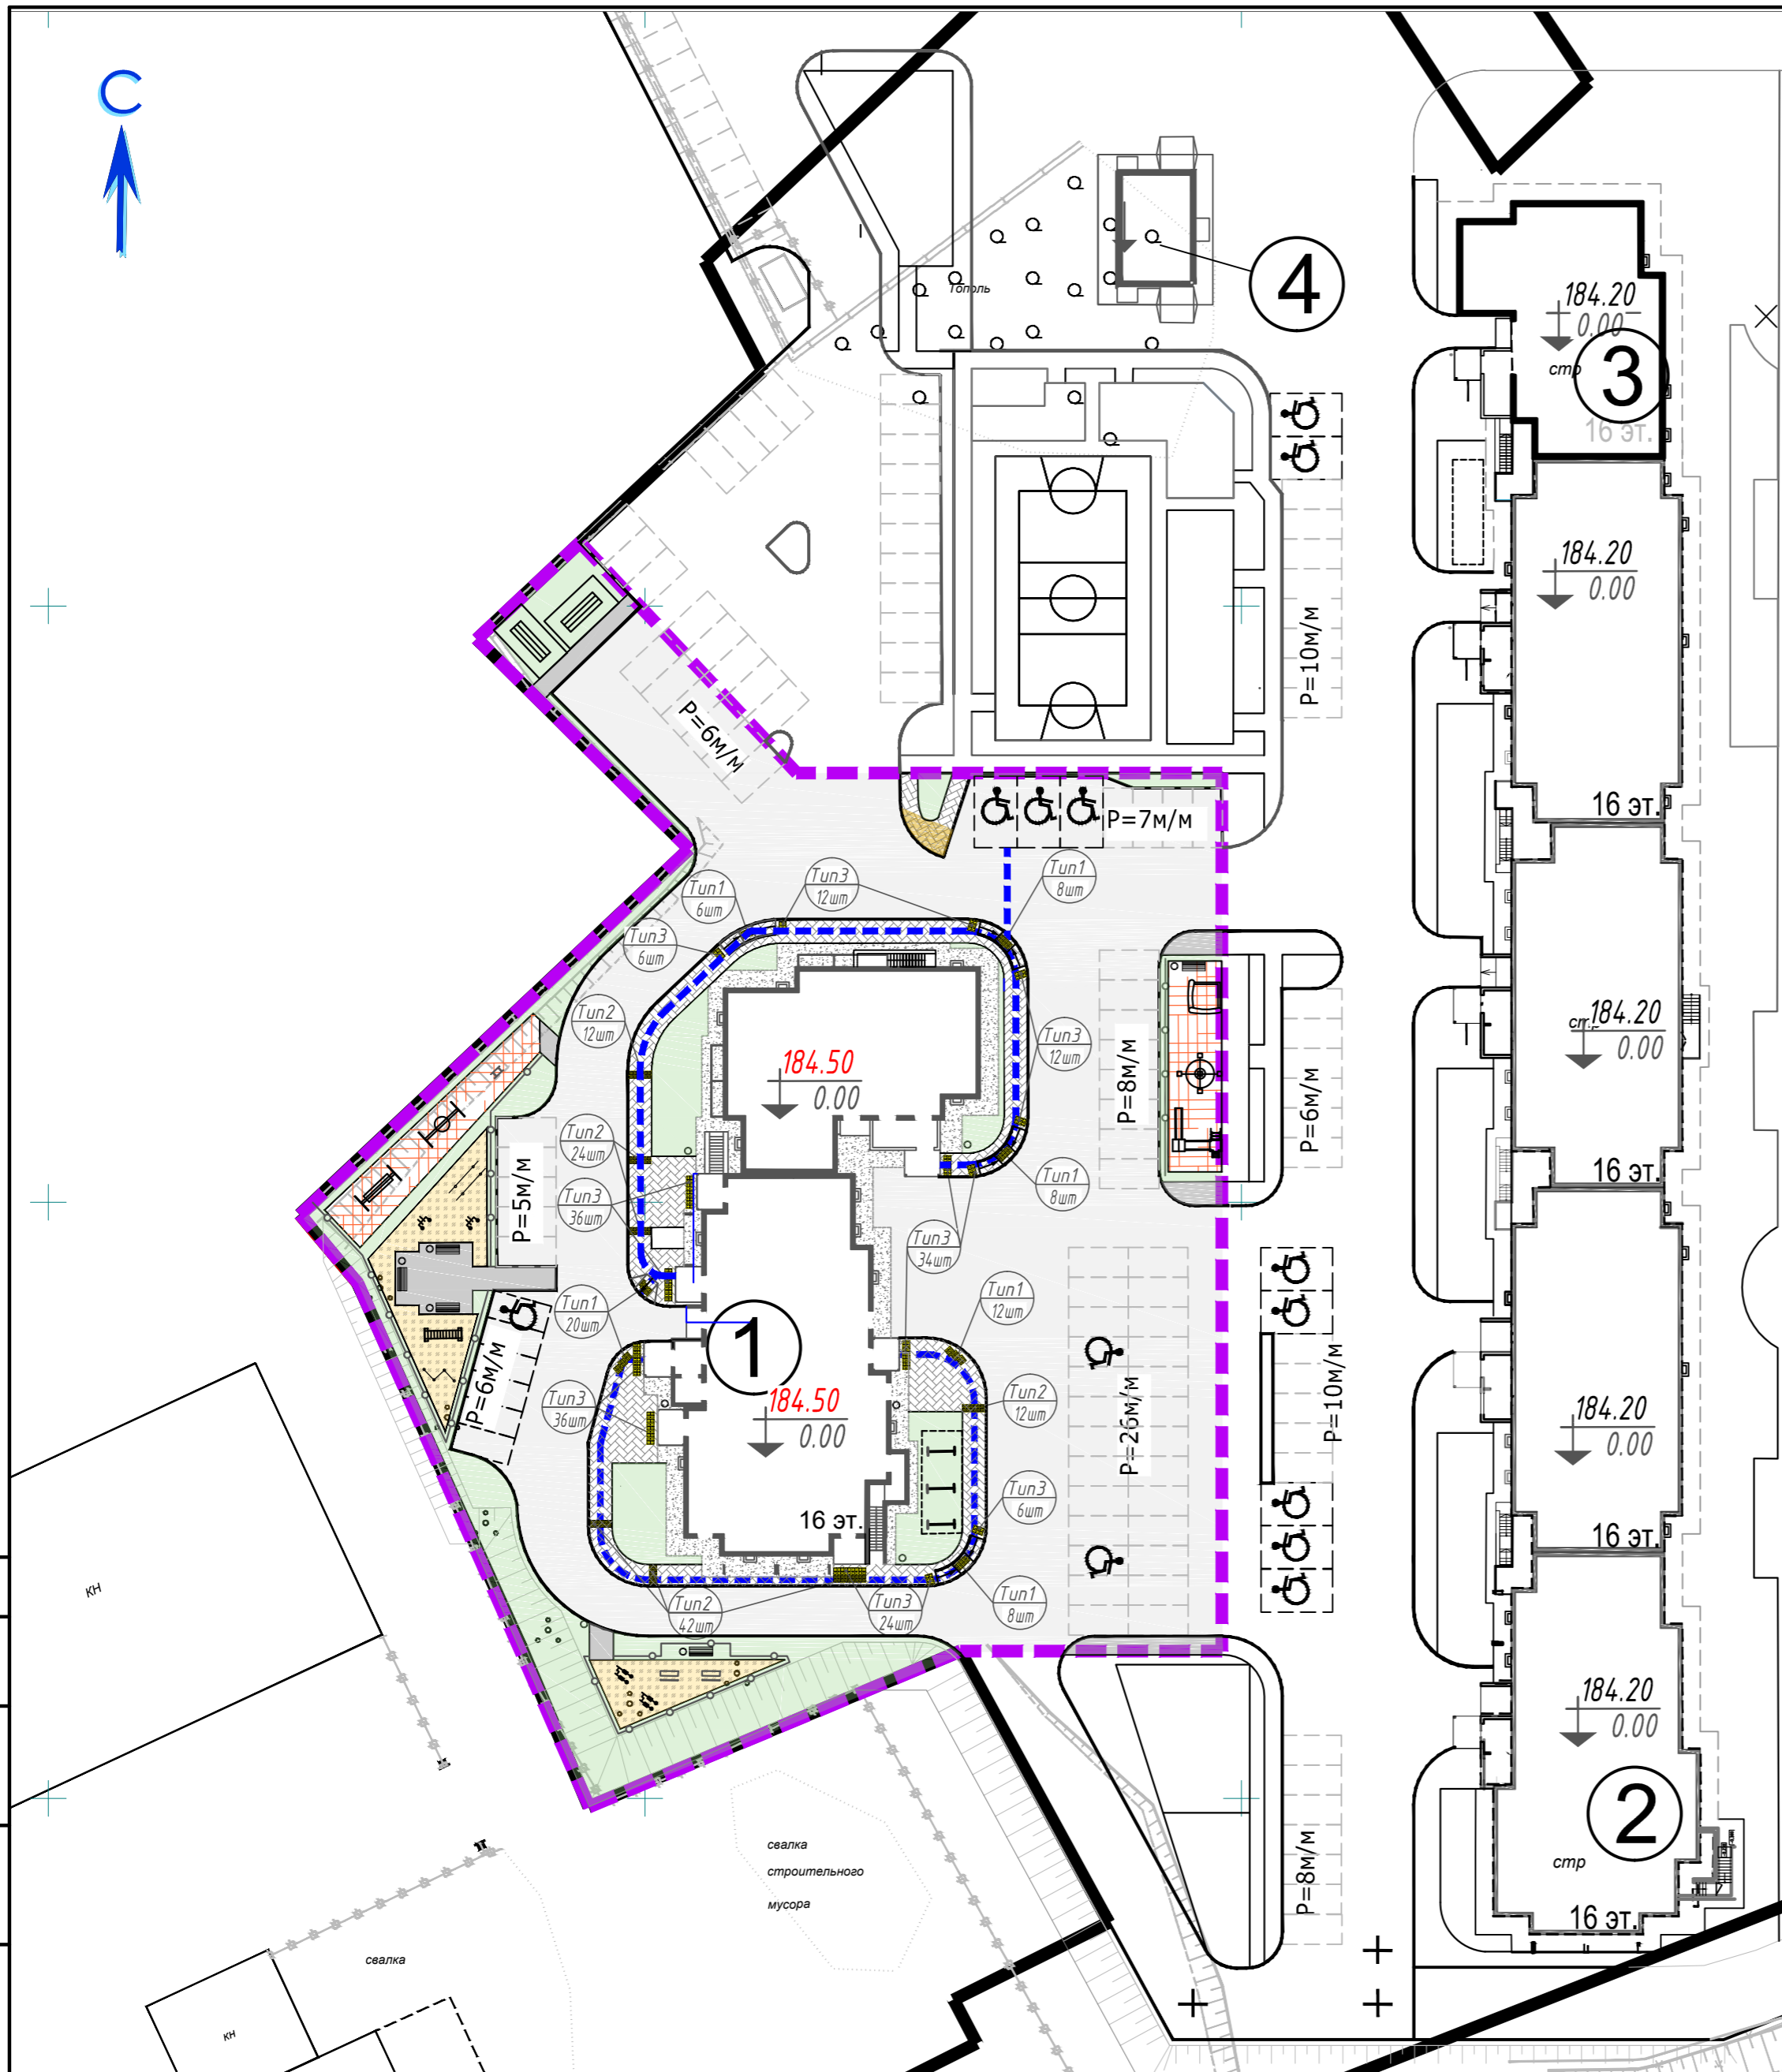 С
4
Тополь
184.20
0.00
стр
3
16 эт.
184.20
0.00
Р=10м/м
16 эт.
Р=6м/м
Р=7м/м
Тип1
8шт
Тип3
12шт
Тип1
6шт
Тип3
6шт
Тип2
12шт
184.20
0.00
Тип3
12шт
Р=8м/м
Р=6м/м
184.50
0.00
Тип2
24шт
Р=5м/м
Тип3
36шт
Тип1
8шт
16 эт.
Тип3
34шт
Тип1
12шт
Тип1
20шт
1
Р=6м/м
Тип3
36шт
184.50
0.00
Тип2
12шт
Р=26м/м
Р=10м/м
184.20
0.00
Тип3
6шт
16 эт.
16 эт.
КН
Тип2
42шт
Тип3
24шт
Тип1
8шт
184.20
0.00
2
стр
свалка
строительного
мусора
Р=8м/м
16 эт.
свалка
КН